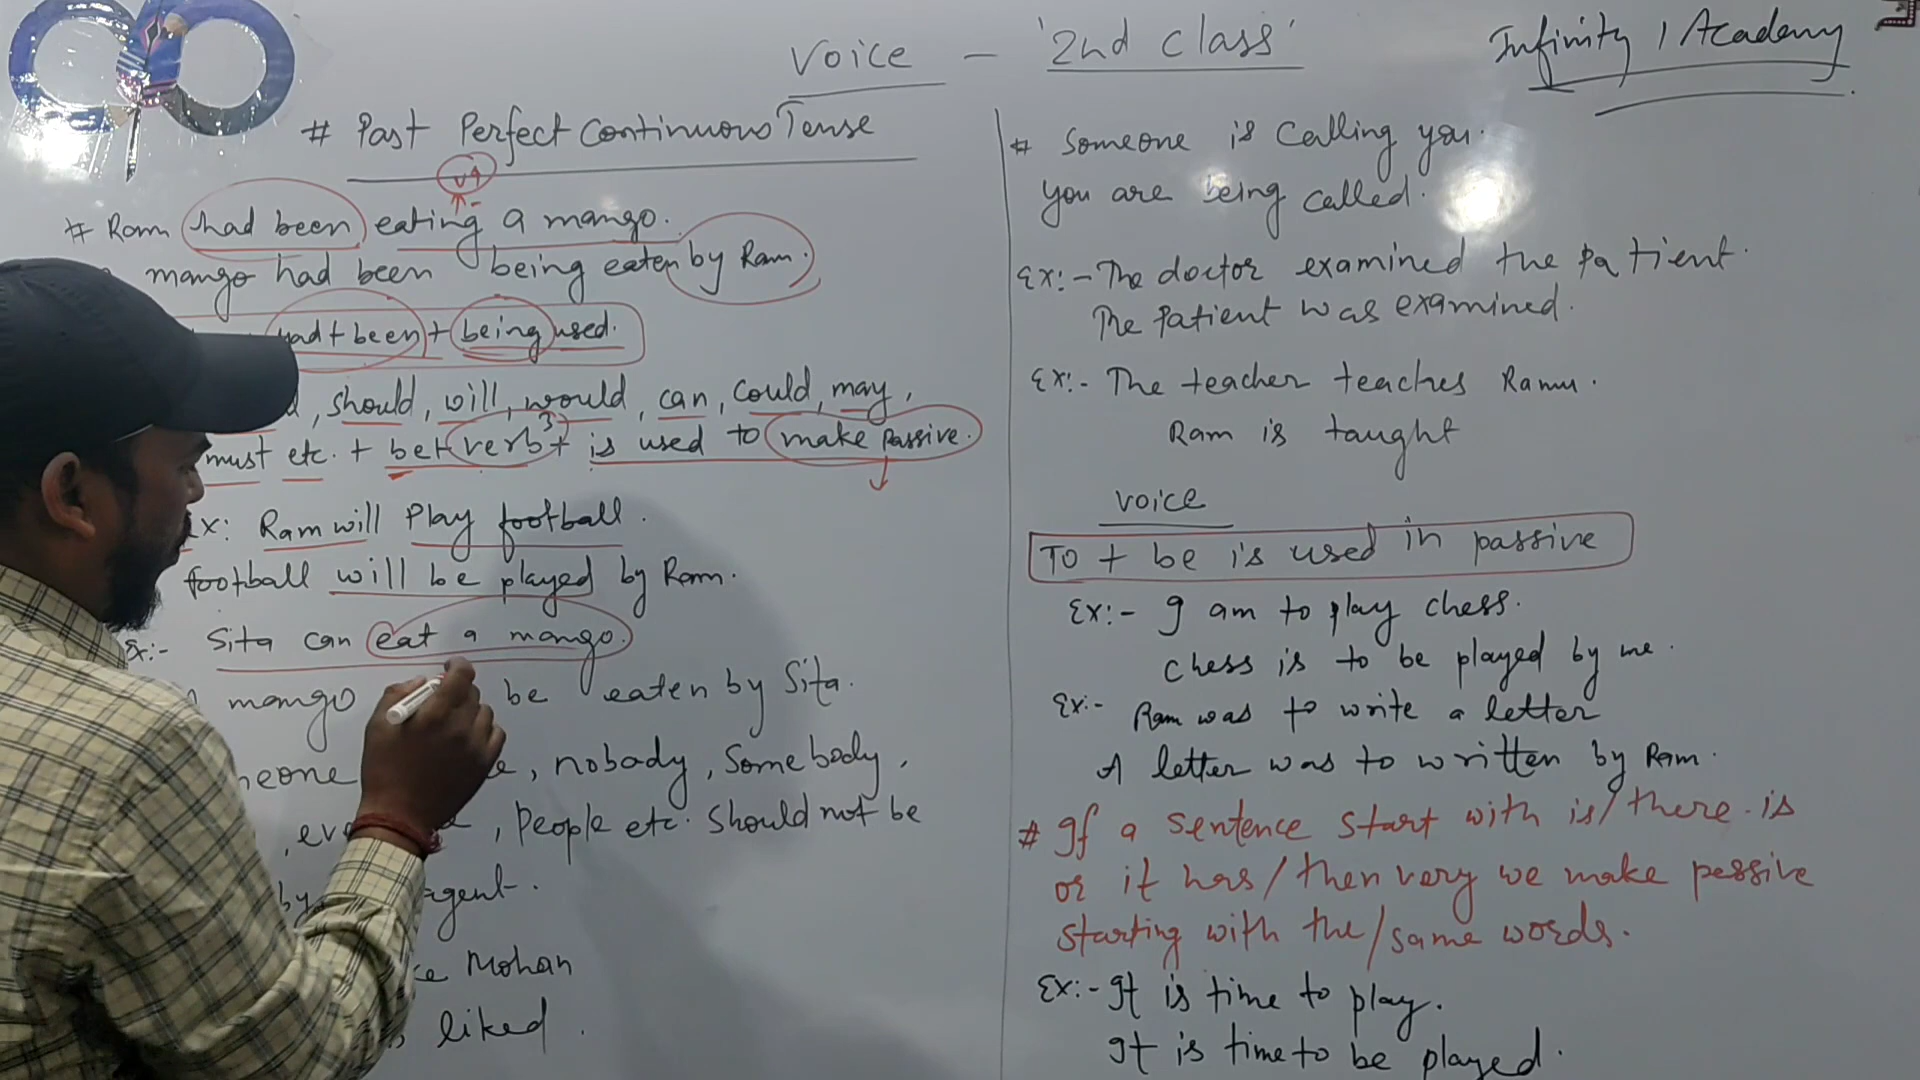 Voice - '2nd class'
Infinity 1 Academy
# Past Perfect Continuous Tense
v4
# Ram had been eating a mango.
mango had been being eaten by Ram.
had + been + being used.
, should, will, would, can, could, may,
must etc. + be + verb3 is used to make passive.
Ex: Ram will Play football.
football will be played by Ram.
Ex:- Sita can eat a mango.
mango be eaten by Sita.
, nobady, Somebody,
, People etc. should not be
by agent.
Mohan
liked.
# Someone is Calling you.
you are being called.
Ex:- The doctor examined the patient.
The Patient was examined.
Ex:- The teacher teaches Ramu.
Ram is taught
voice
To + be is used in passive
Ex:- I am to play chess.
chess is to be played by me.
Ex:- Ram was to write a letter
A letter was to written by Ram.
# If a sentence start with is/there is
or it has/then very we make pessive
starting with the/same words.
Ex:- It is time to play.
It is time to be played.